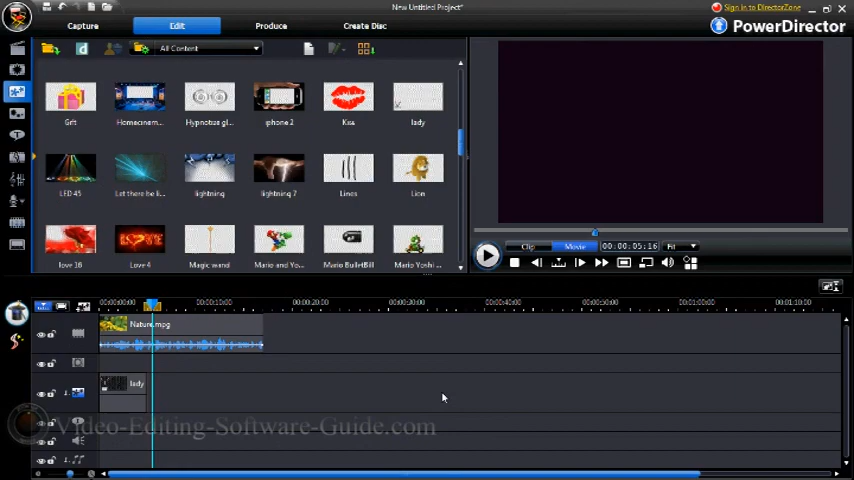 New Untitled Project*
Sign in to DirectorZone
Capture
Edit
Produce
Create Disc
PowerDirector
All Content
Gift
Homecinem...
Hypnotize gl...
iphone 2
Kiss
lady
LED 45
Let there be li...
lightning
lightning 7
Lines
Lion
love 16
Love 4
Magic wand
Mario and Yo...
Mario BulletBill
Mario Yoshi ...
Clip
Movie
00:00:05:16
Fit
00:00:00:00
00:00:10:00
00:00:20:00
00:00:30:00
00:00:40:00
00:00:50:00
00:01:00:00
00:01:10:00
Nature.mpg
1.
lady
Video-Editing-Software-Guide.com